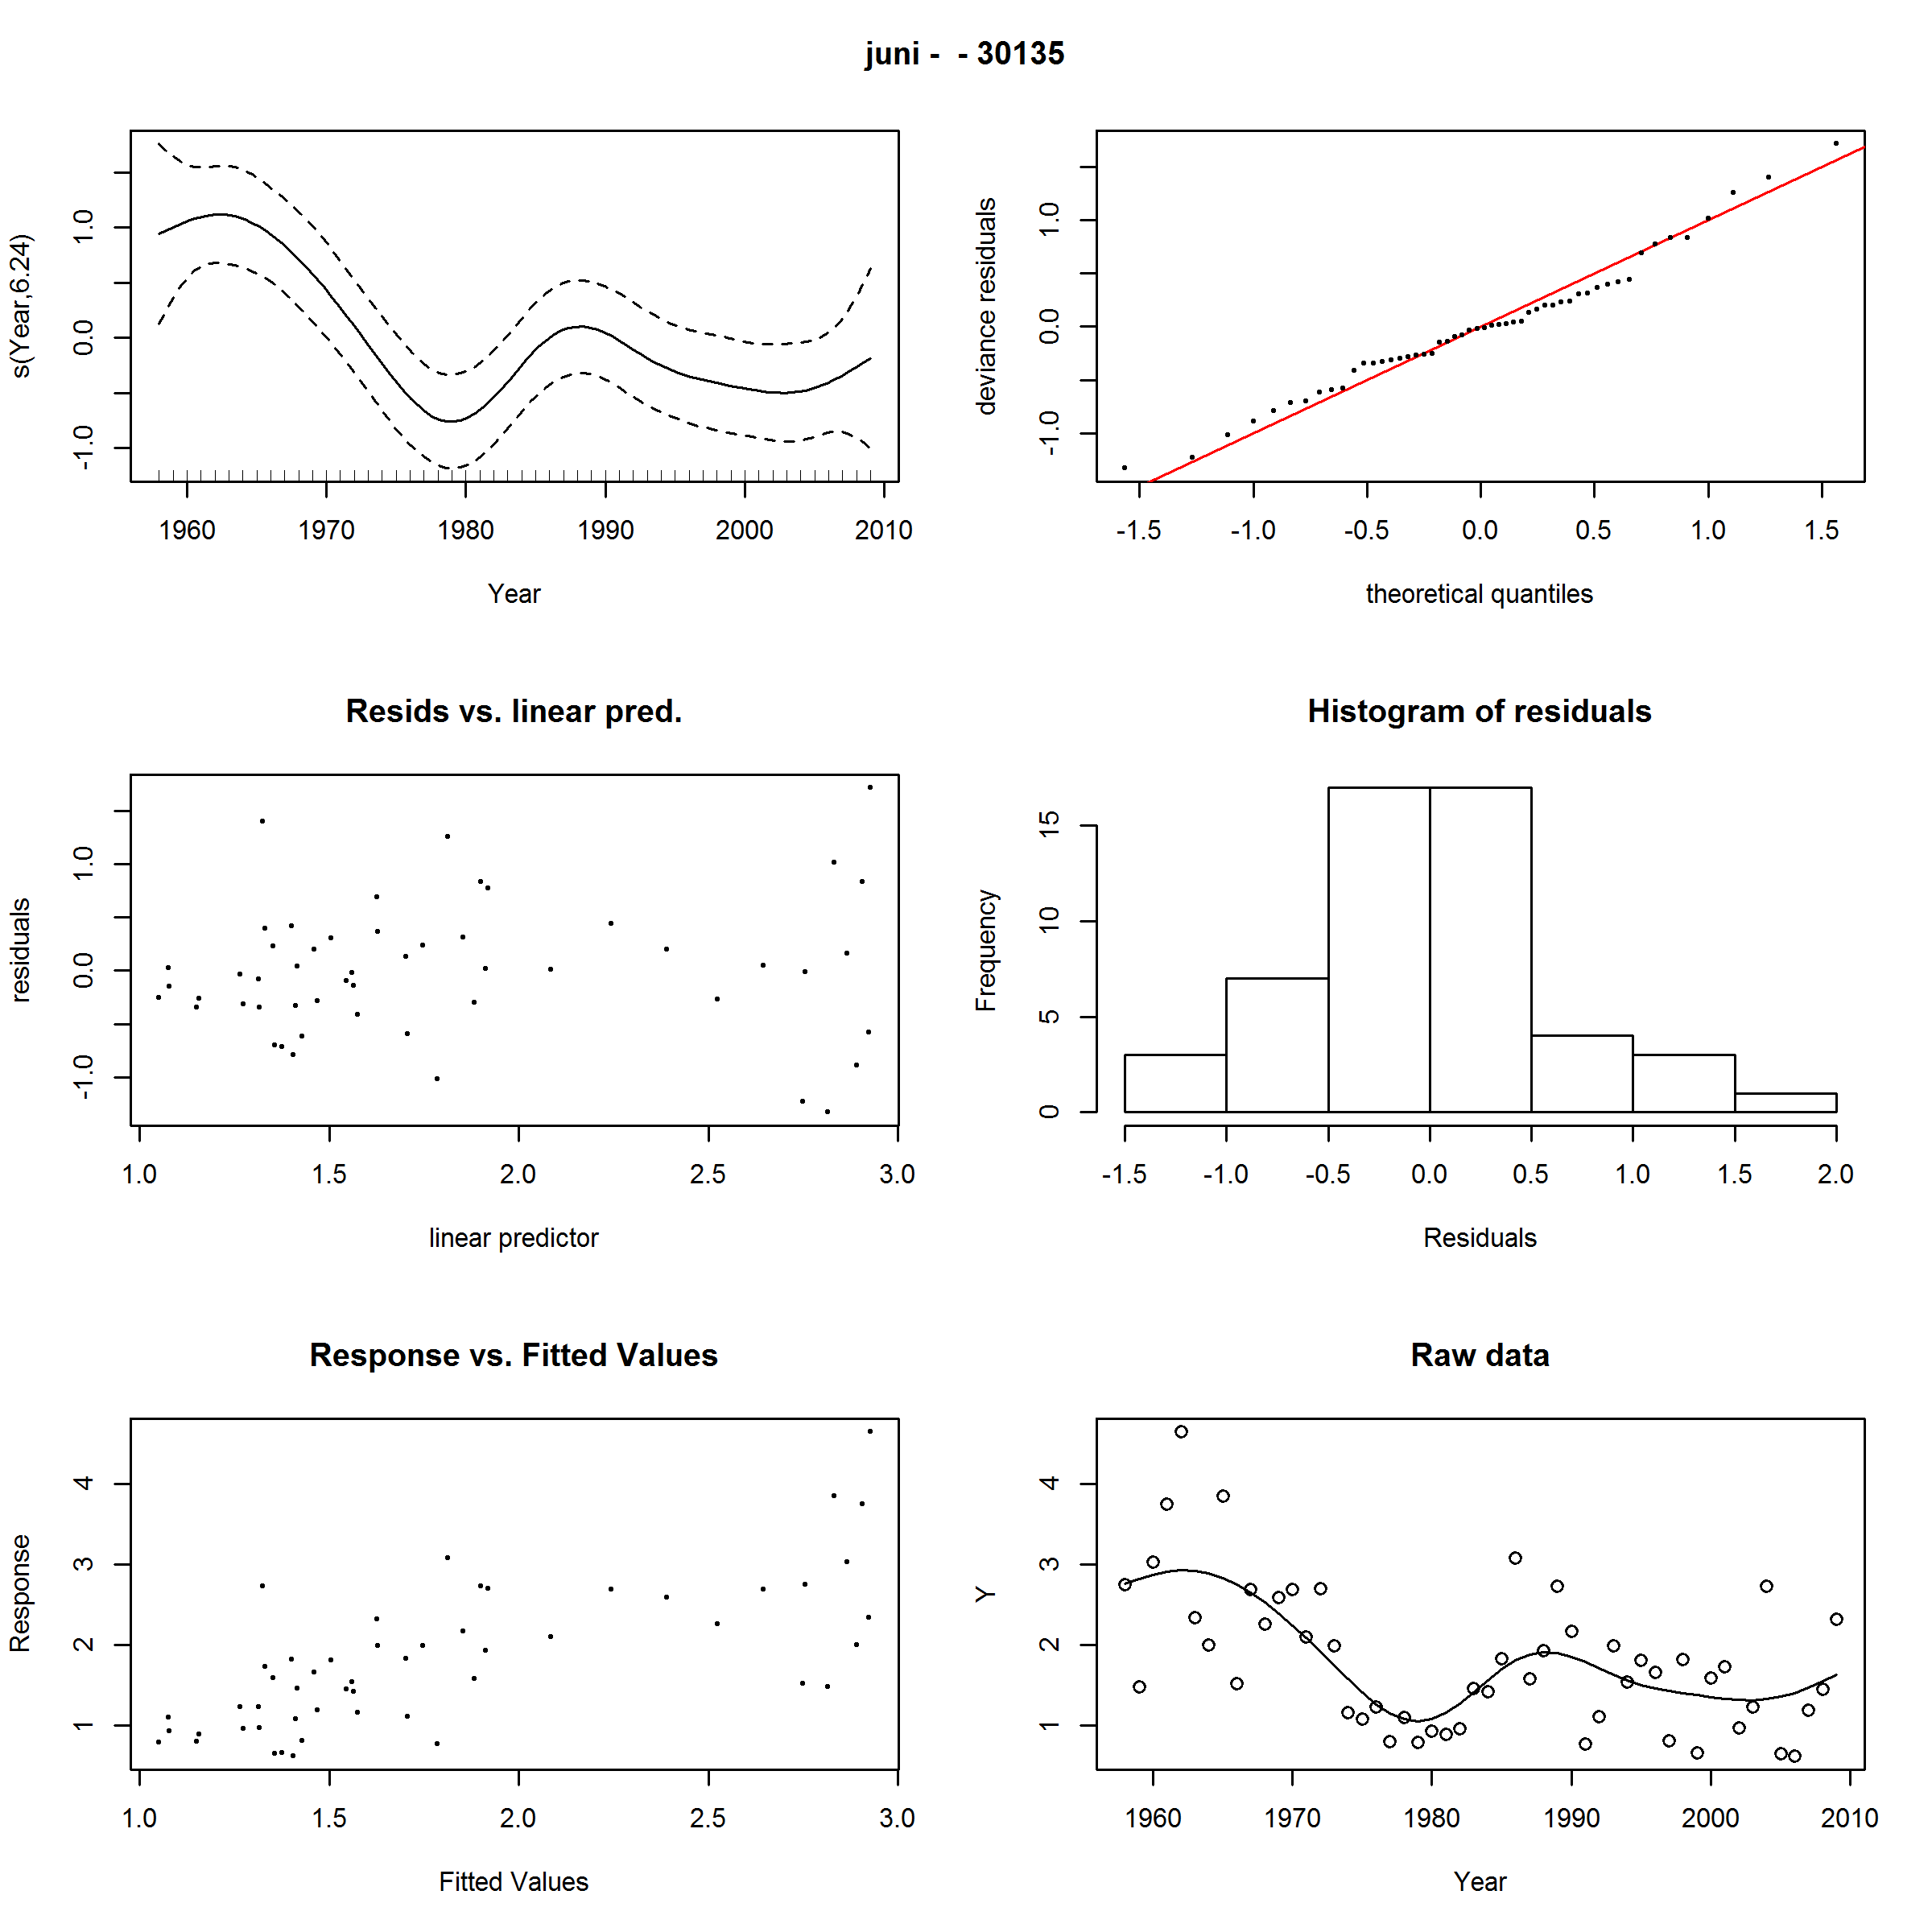 juni -  - 30135
s(Year,6.24)
-1.0 0.0 1.0
1960 1970 1980 1990 2000 2010
Year
deviance residuals
-1.0 0.0 1.0
-1.5 -1.0 -0.5 0.0 0.5 1.0 1.5
theoretical quantiles
Resids vs. linear pred.
residuals
-1.0 0.0 1.0
1.0 1.5 2.0 2.5 3.0
linear predictor
Histogram of residuals
Frequency
0 5 10 15
-1.5 -1.0 -0.5 0.0 0.5 1.0 1.5 2.0
Residuals
Response vs. Fitted Values
Response
1 2 3 4
1.0 1.5 2.0 2.5 3.0
Fitted Values
Raw data
Y
1 2 3 4
1960 1970 1980 1990 2000 2010
Year